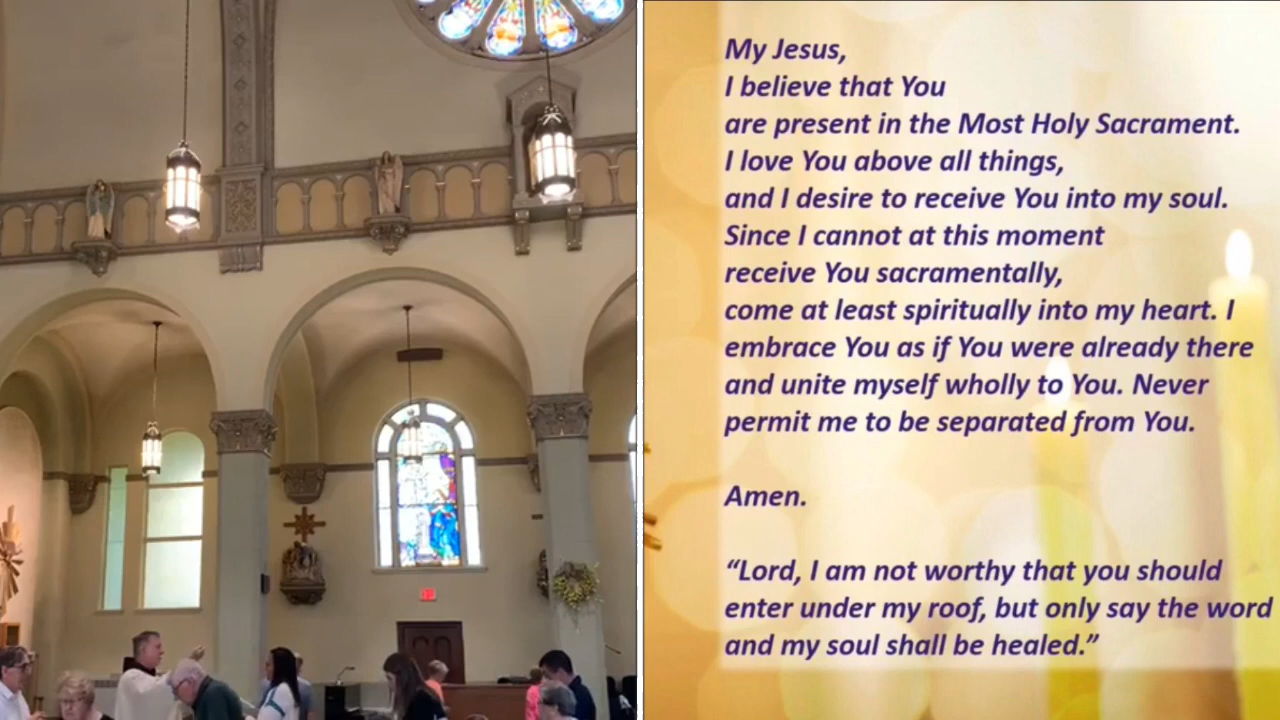 My Jesus,
I believe that You
are present in the Most Holy Sacrament.
I love You above all things,
and I desire to receive You into my soul.
Since I cannot at this moment
receive You sacramentally,
come at least spiritually into my heart. I
embrace You as if You were already there
and unite myself wholly to You. Never
permit me to be separated from You.
Amen.
“Lord, I am not worthy that you should
enter under my roof, but only say the word
and my soul shall be healed.”